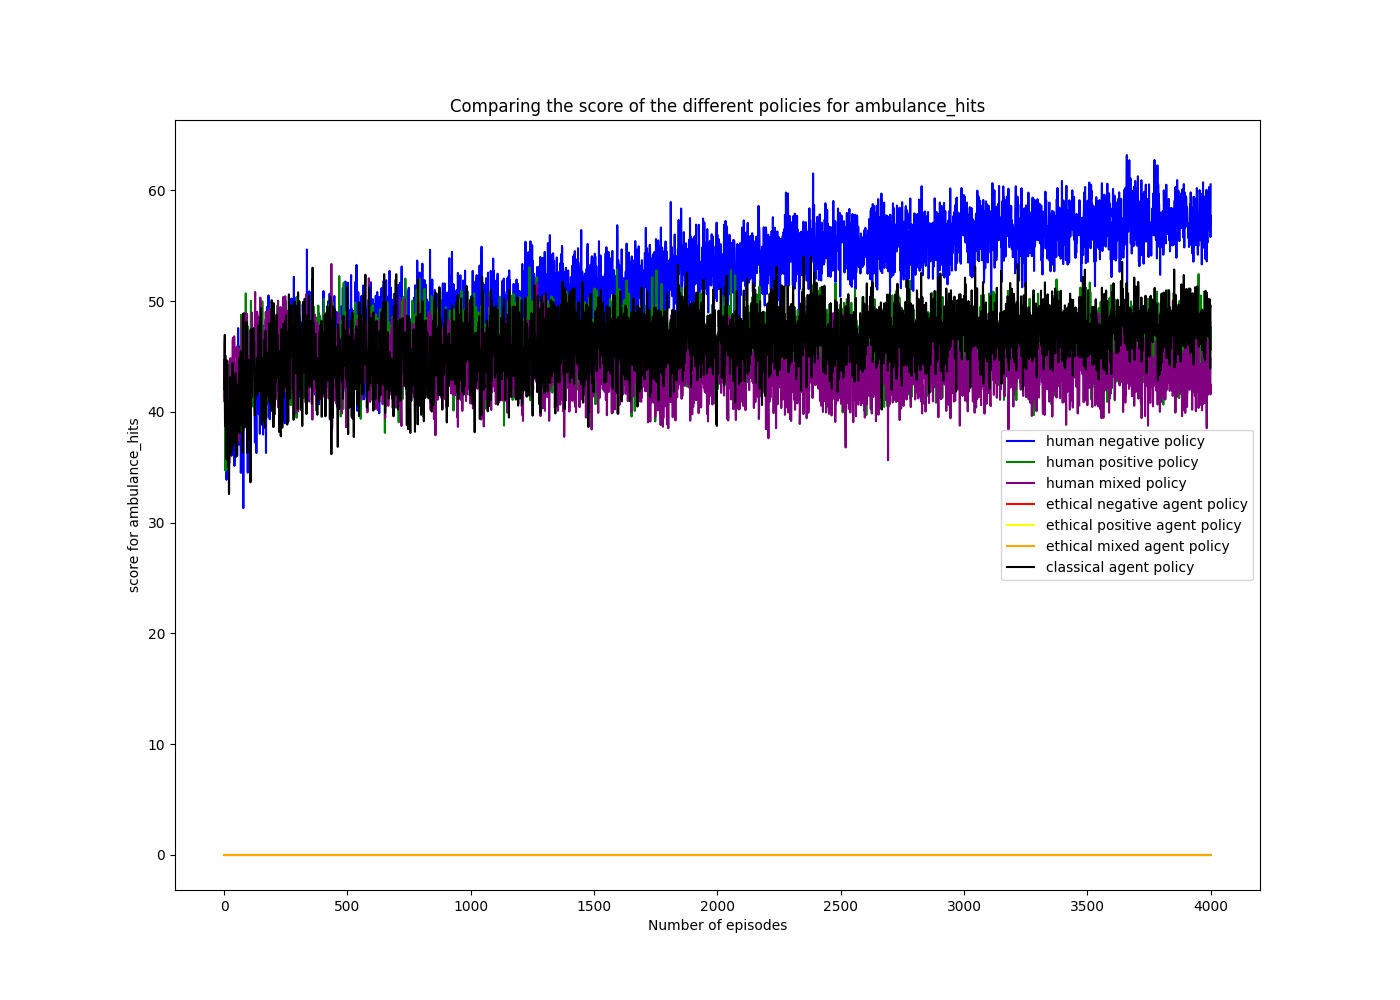 Comparing the score of the different policies for ambulance_hits
score for ambulance_hits
60
50
40
30
20
10
0
human negative policy
human positive policy
human mixed policy
ethical negative agent policy
ethical positive agent policy
ethical mixed agent policy
classical agent policy
0 500 1000 1500 2000 2500 3000 3500 4000
Number of episodes